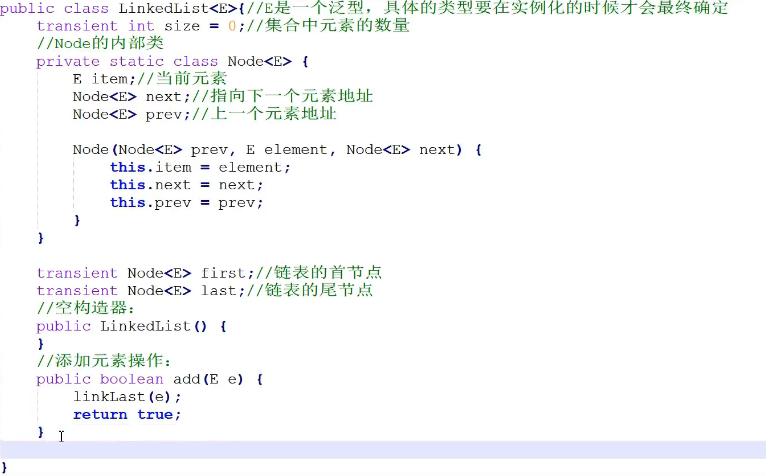 public class LinkedList<E>{//E是一个泛型，具体的类型要在实例化的时候才会最终确定
transient int size = 0;//集合中元素的数量
//Node的内部类
private static class Node<E> {
E item;//当前元素
Node<E> next;//指向下一个元素地址
Node<E> prev;//上一个元素地址
Node(Node<E> prev, E element, Node<E> next) {
this.item = element;
this.next = next;
this.prev = prev;
}
}
transient Node<E> first;//链表的首节点
transient Node<E> last;//链表的尾节点
//空构造器：
public LinkedList() {
}
//添加元素操作：
public boolean add(E e) {
linkLast(e);
return true;
}
}